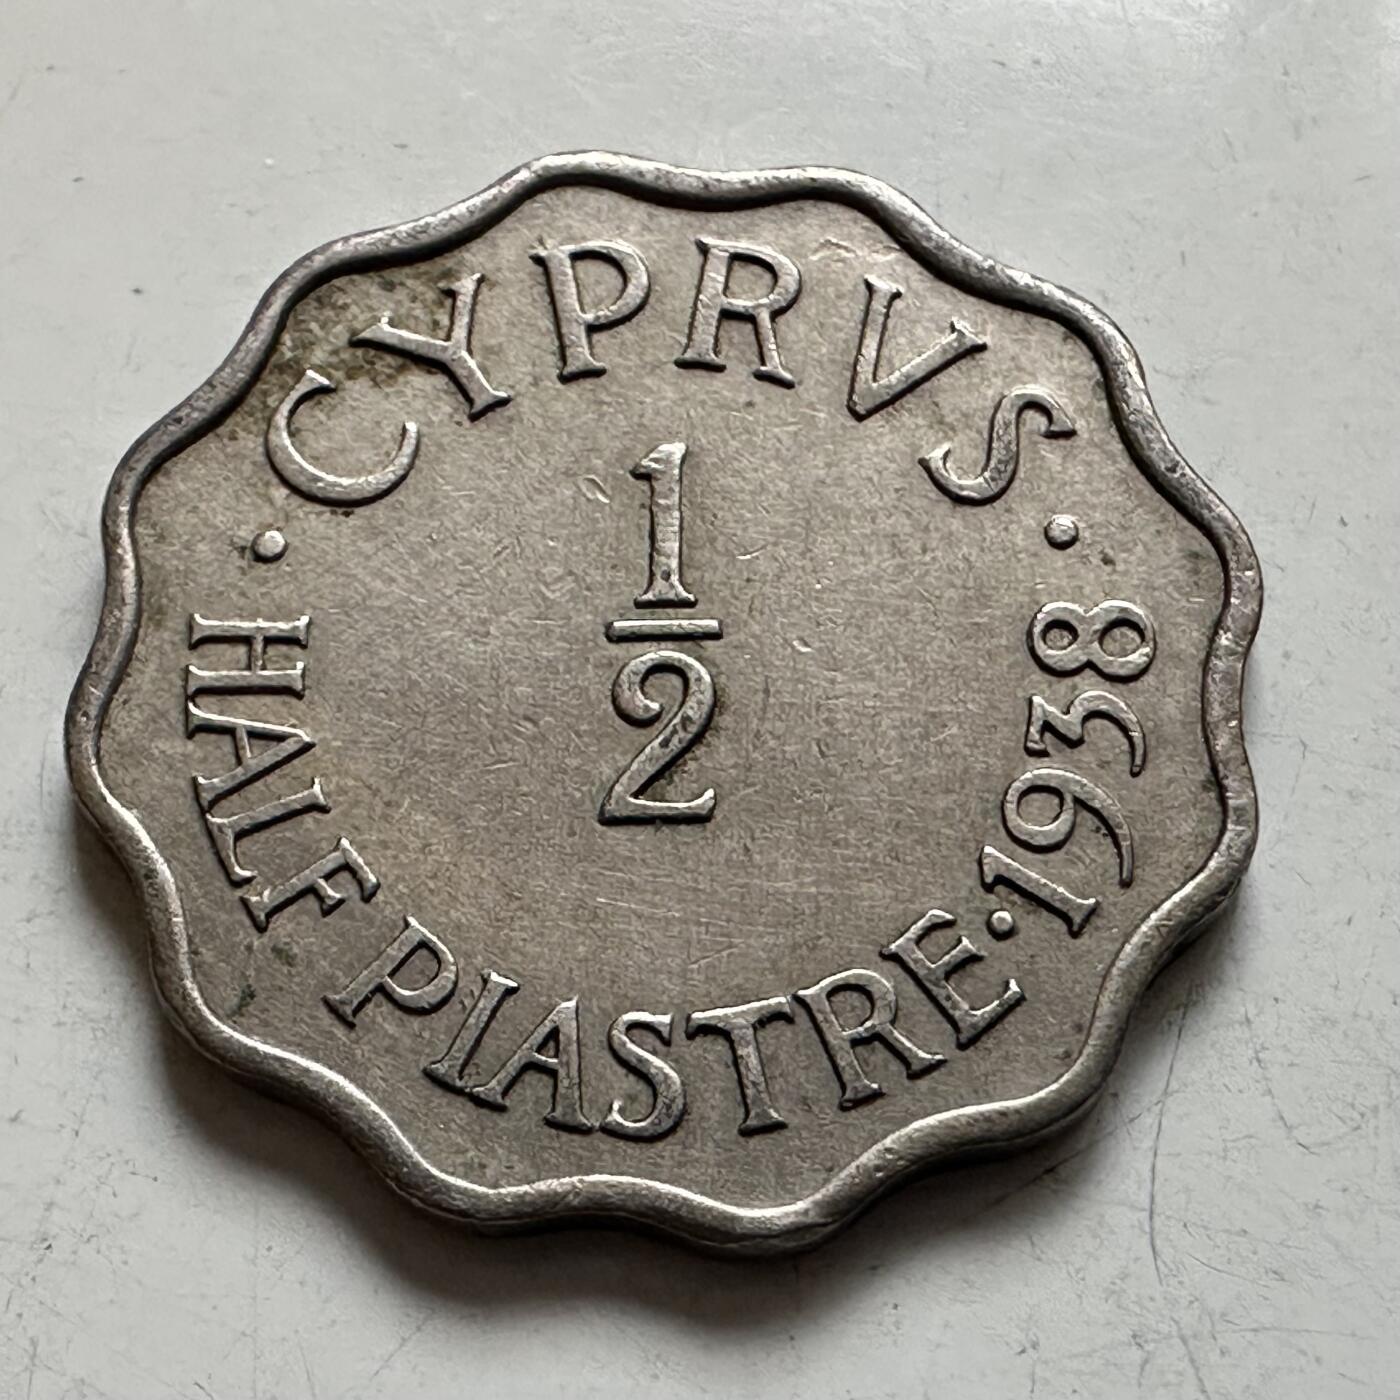 · CYPRVS ·
1/2
HALF PIASTRE · 1938